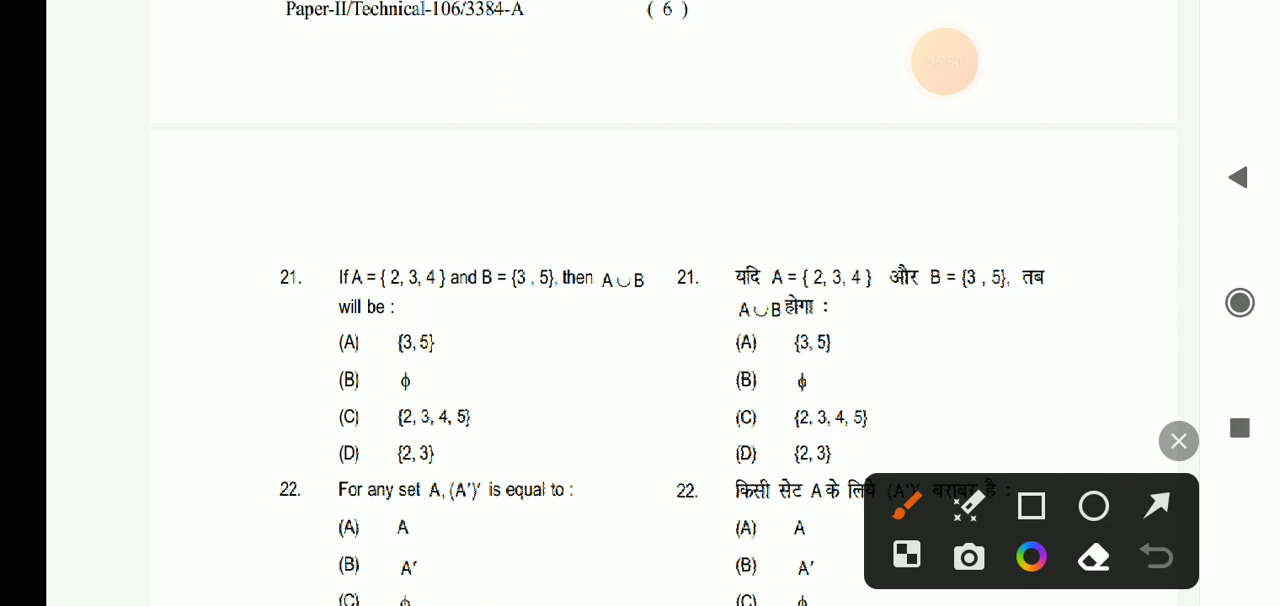 Paper-II/Technical-106/3384-A ( 6 )
21. If A = { 2, 3, 4 } and B = {3 , 5}, then A ∪ B
will be :
(A) {3, 5}
(B) ϕ
(C) {2, 3, 4, 5}
(D) {2, 3}
22. For any set A, (A′)′ is equal to :
(A) A
(B) A′
(C) ϕ
21. यदि A = { 2, 3, 4 } और B = {3 , 5}, तब
A ∪ B होगा :
(A) {3, 5}
(B) ϕ
(C) {2, 3, 4, 5}
(D) {2, 3}
22. किसी सेट A के लिये (A′)′ बराबर है :
(A) A
(B) A′
(C) ϕ